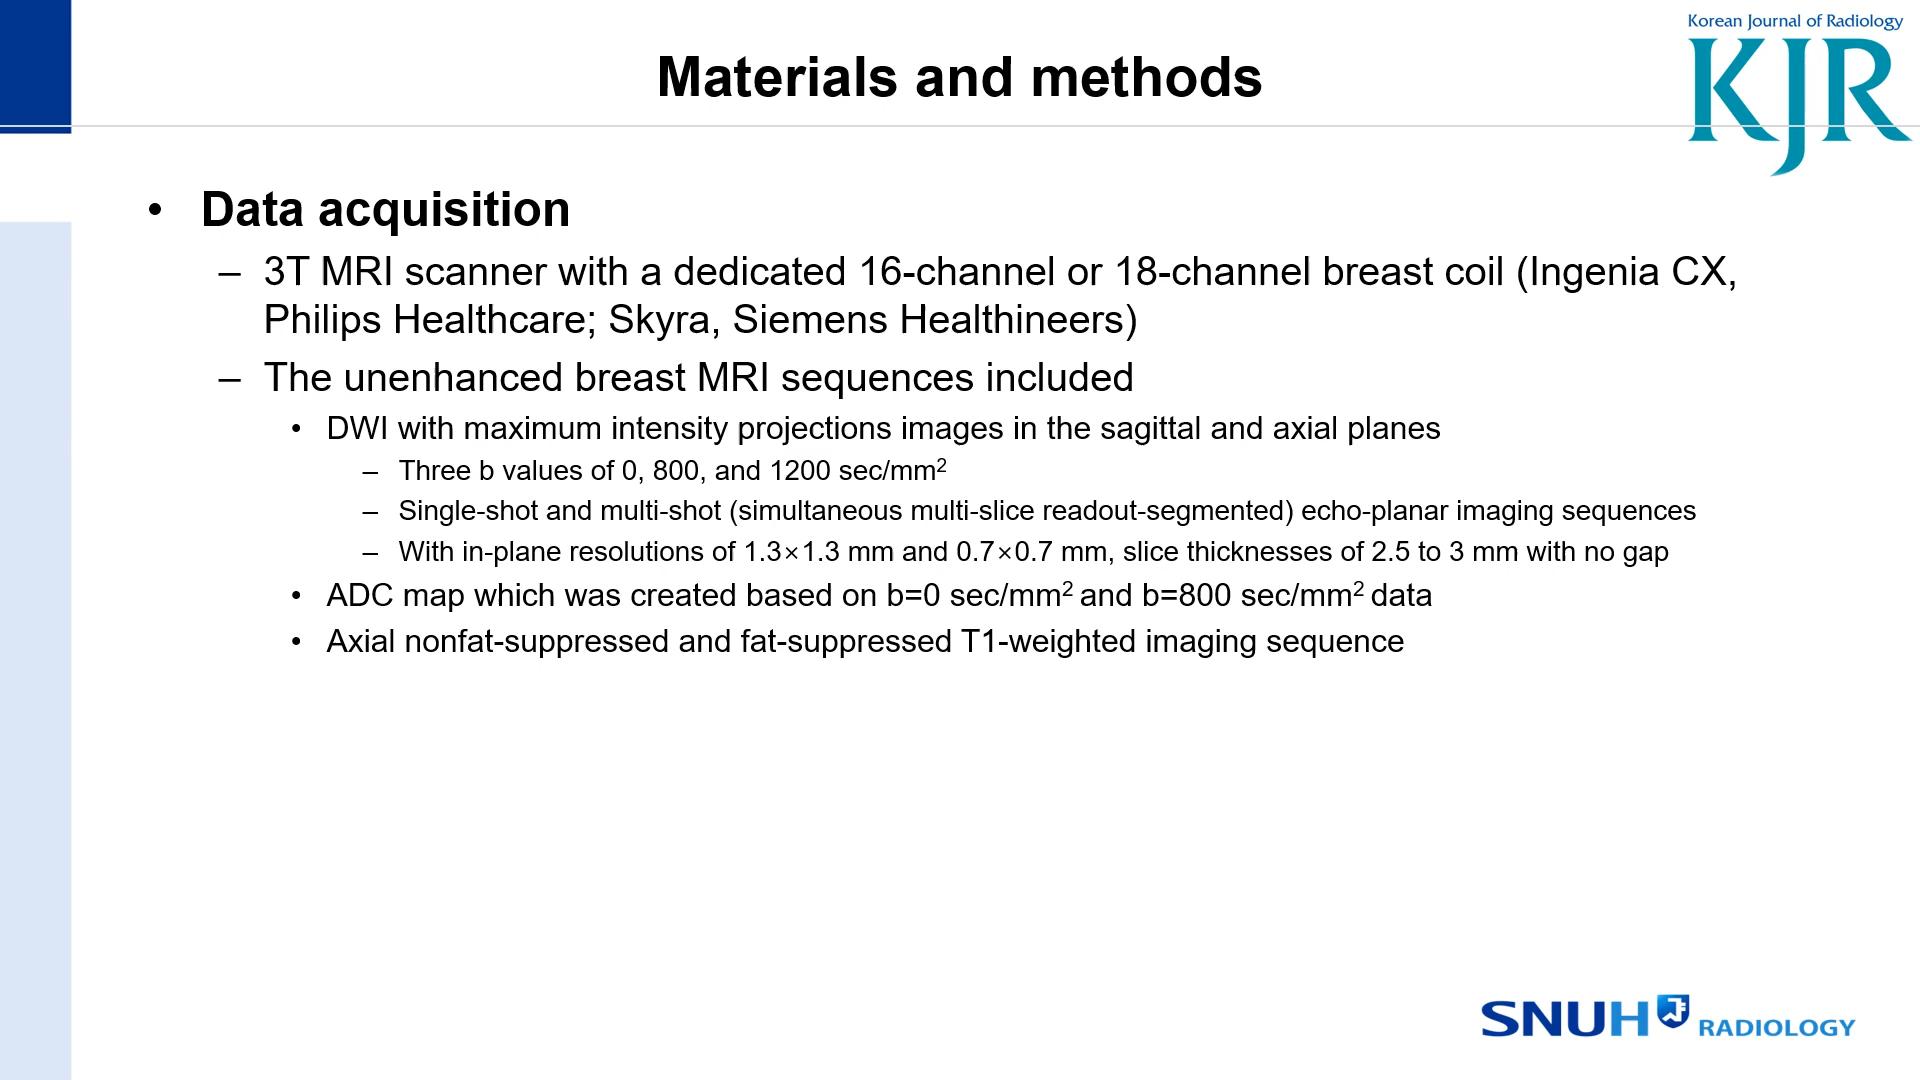 Korean Journal of Radiology
KJR
Materials and methods
• Data acquisition
– 3T MRI scanner with a dedicated 16-channel or 18-channel breast coil (Ingenia CX,
Philips Healthcare; Skyra, Siemens Healthineers)
– The unenhanced breast MRI sequences included
• DWI with maximum intensity projections images in the sagittal and axial planes
– Three b values of 0, 800, and 1200 sec/mm²
– Single-shot and multi-shot (simultaneous multi-slice readout-segmented) echo-planar imaging sequences
– With in-plane resolutions of 1.3×1.3 mm and 0.7×0.7 mm, slice thicknesses of 2.5 to 3 mm with no gap
• ADC map which was created based on b=0 sec/mm² and b=800 sec/mm² data
• Axial nonfat-suppressed and fat-suppressed T1-weighted imaging sequence
SNUH RADIOLOGY